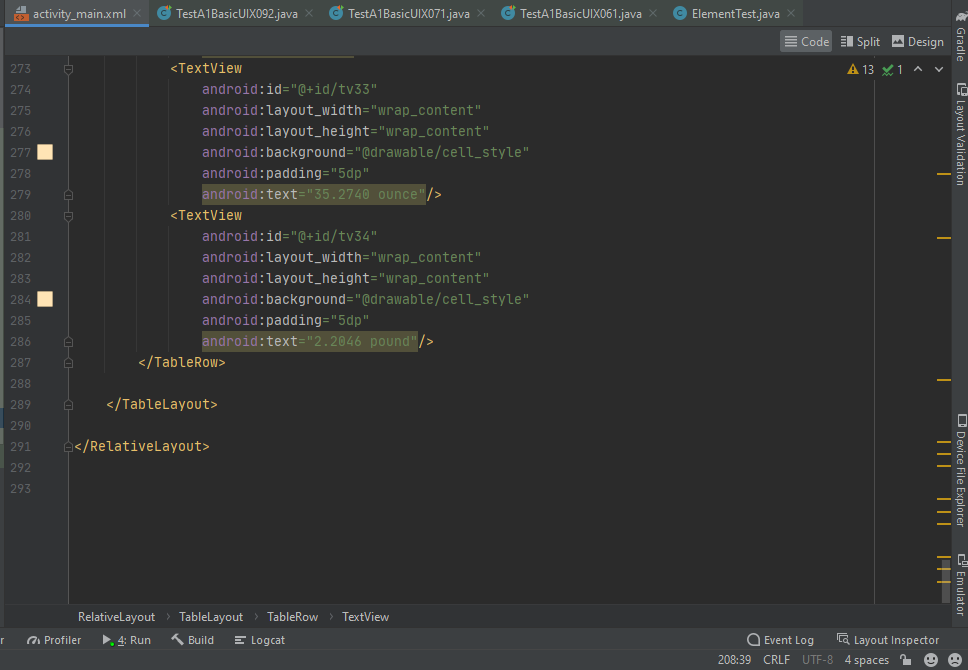 activity_main.xml TestA1BasicUIX092.java TestA1BasicUIX071.java TestA1BasicUIX061.java ElementTest.java
Gradle
Code Split Design
13 1
Layout Validation
273 <TextView
274 android:id="@+id/tv33"
275 android:layout_width="wrap_content"
276 android:layout_height="wrap_content"
277 android:background="@drawable/cell_style"
278 android:padding="5dp"
279 android:text="35.2740 ounce"/>
280 <TextView
281 android:id="@+id/tv34"
282 android:layout_width="wrap_content"
283 android:layout_height="wrap_content"
284 android:background="@drawable/cell_style"
285 android:padding="5dp"
286 android:text="2.2046 pound"/>
287 </TableRow>
288
289 </TableLayout>
290
291 </RelativeLayout>
292
293
Device File Explorer
Emulator
RelativeLayout TableLayout TableRow TextView
r Profiler 4: Run Build Logcat Event Log Layout Inspector
208:39 CRLF UTF-8 4 spaces